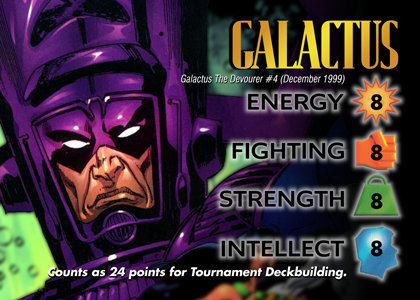 GALACTUS
Galactus The Devourer #4 (December 1999)
ENERGY 8
FIGHTING 8
STRENGTH 8
INTELLECT 8
Counts as 24 points for Tournament Deckbuilding.